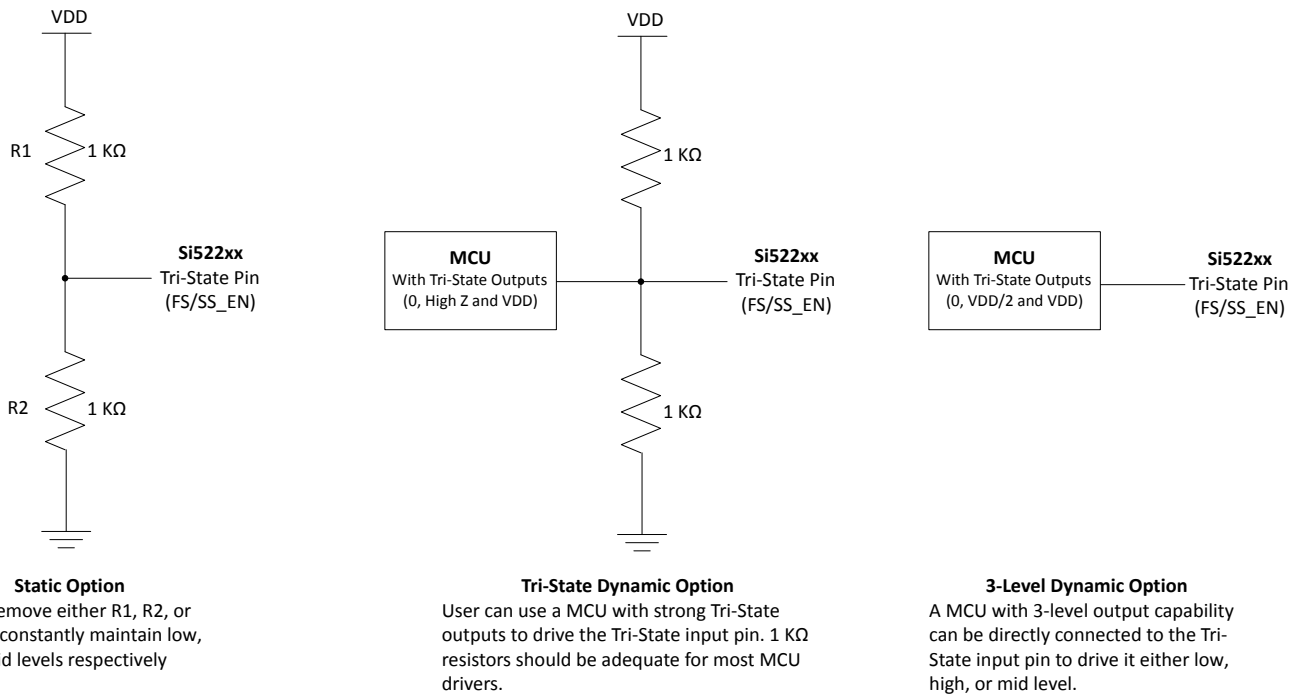 VDD
R1
1 KΩ
Si522xx
Tri-State Pin
(FS/SS_EN)
R2
1 KΩ
Static Option
either R1, R2, or
constantly maintain low,
levels respectively
VDD
1 KΩ
MCU
With Tri-State Outputs
(0, High Z and VDD)
Si522xx
Tri-State Pin
(FS/SS_EN)
1 KΩ
Tri-State Dynamic Option
User can use a MCU with strong Tri-State
outputs to drive the Tri-State input pin. 1 KΩ
resistors should be adequate for most MCU
drivers.
MCU
With Tri-State Outputs
(0, VDD/2 and VDD)
Si522xx
Tri-State Pin
(FS/SS_EN)
3-Level Dynamic Option
A MCU with 3-level output capability
can be directly connected to the Tri-
State input pin to drive it either low,
high, or mid level.